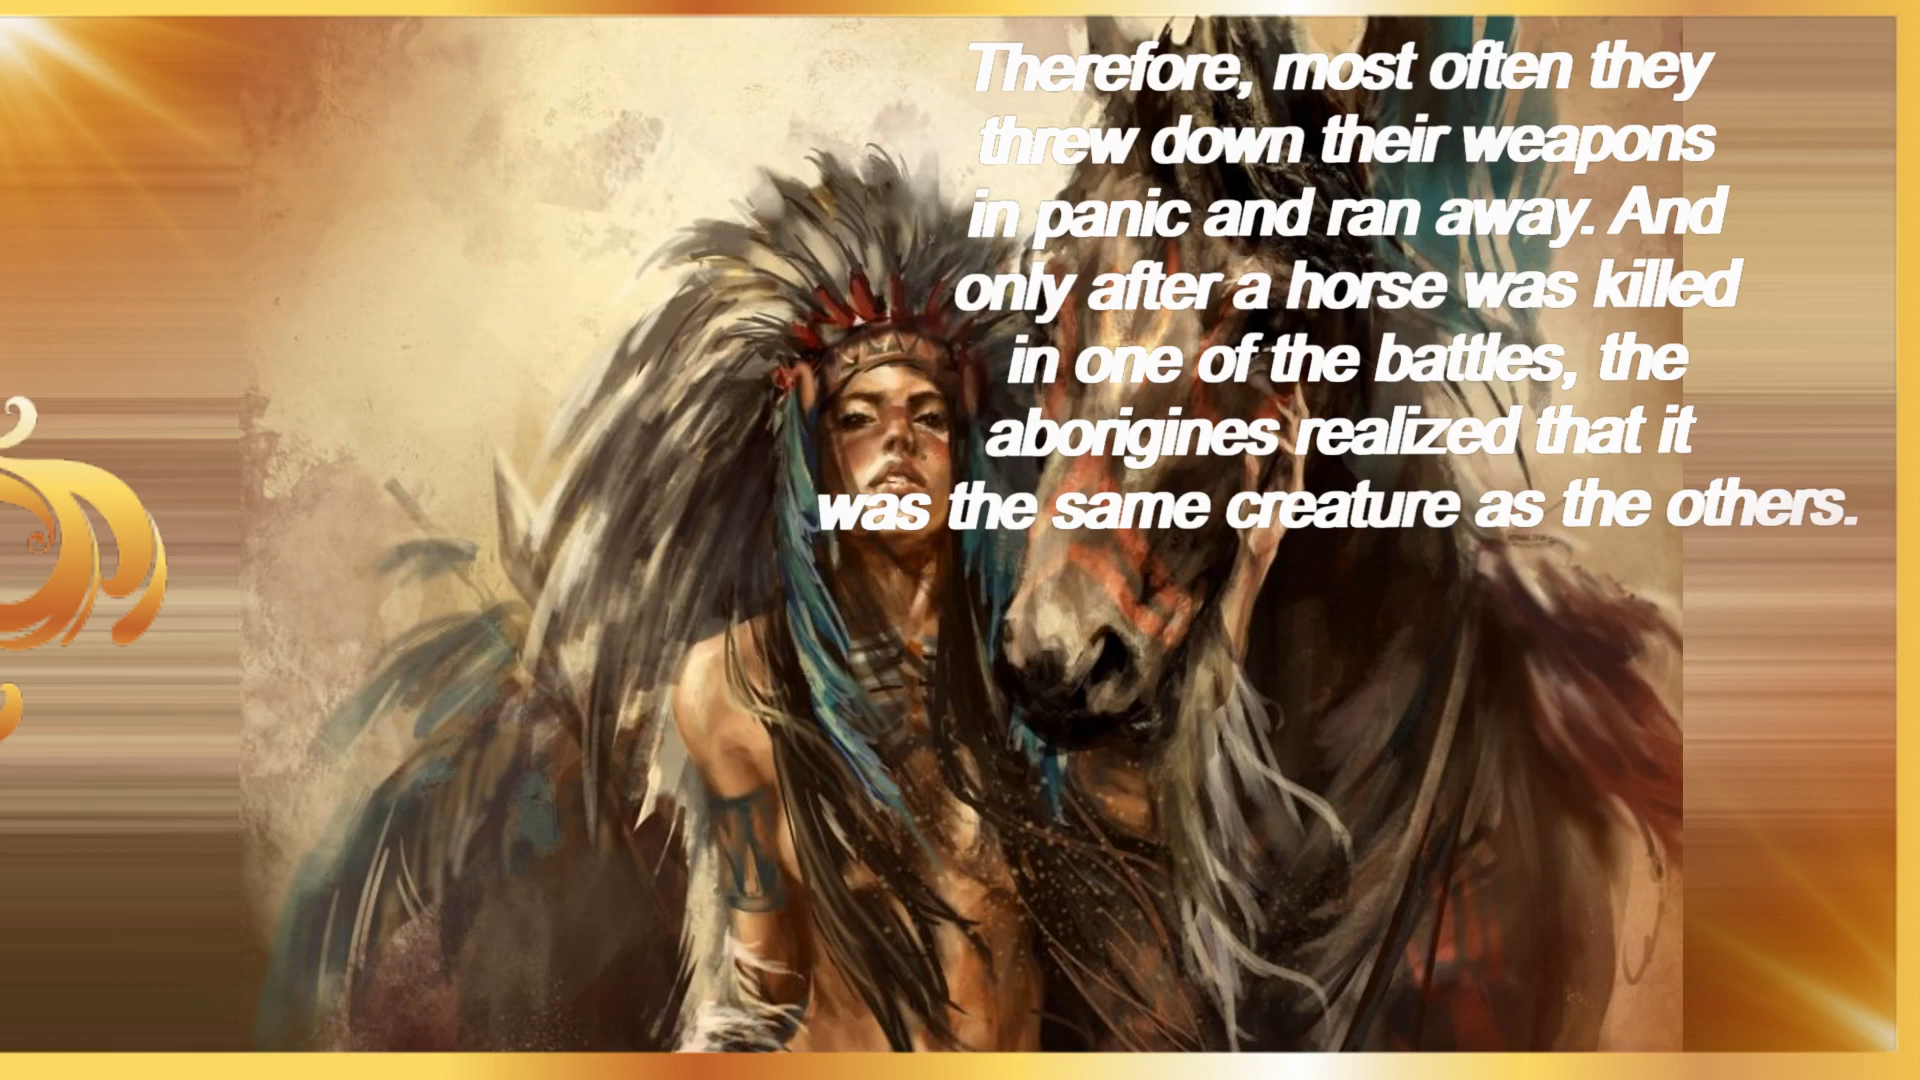 Therefore, most often they
threw down their weapons
in panic and ran away. And
only after a horse was killed
in one of the battles, the
aborigines realized that it
was the same creature as the others.